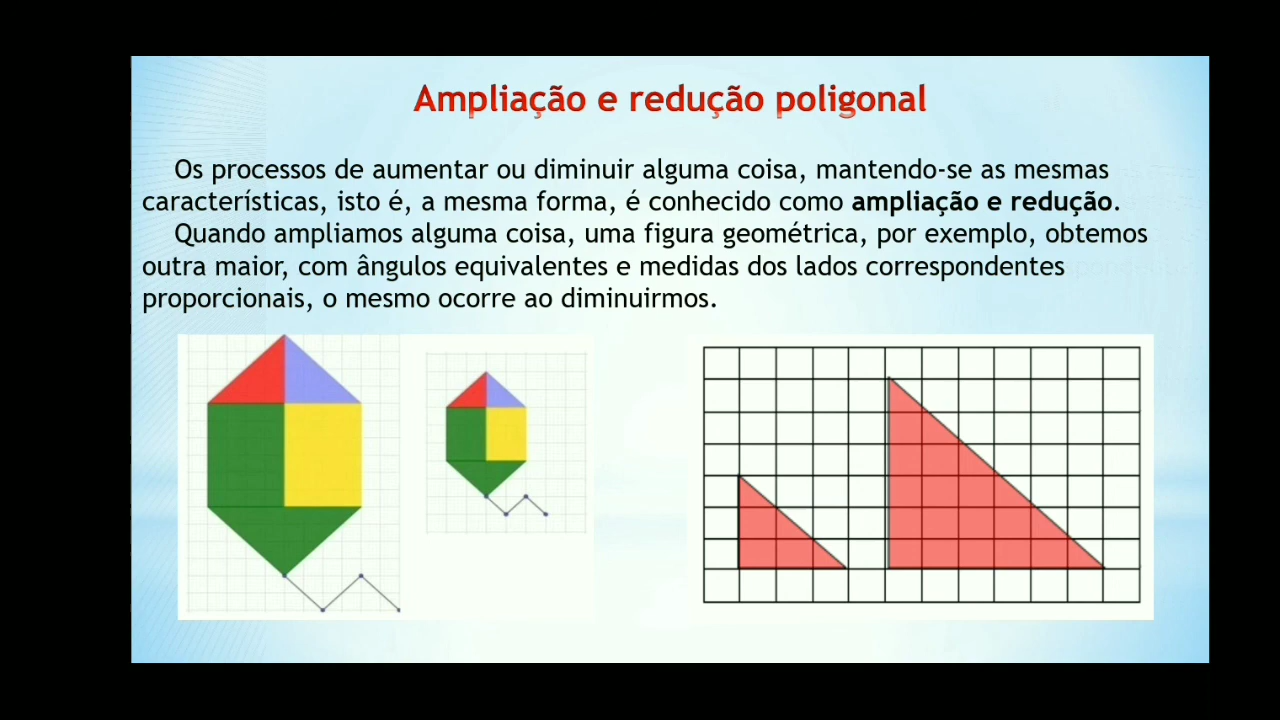 Ampliação e redução poligonal
Os processos de aumentar ou diminuir alguma coisa, mantendo-se as mesmas
características, isto é, a mesma forma, é conhecido como ampliação e redução.
Quando ampliamos alguma coisa, uma figura geométrica, por exemplo, obtemos
outra maior, com ângulos equivalentes e medidas dos lados correspondentes
proporcionais, o mesmo ocorre ao diminuirmos.